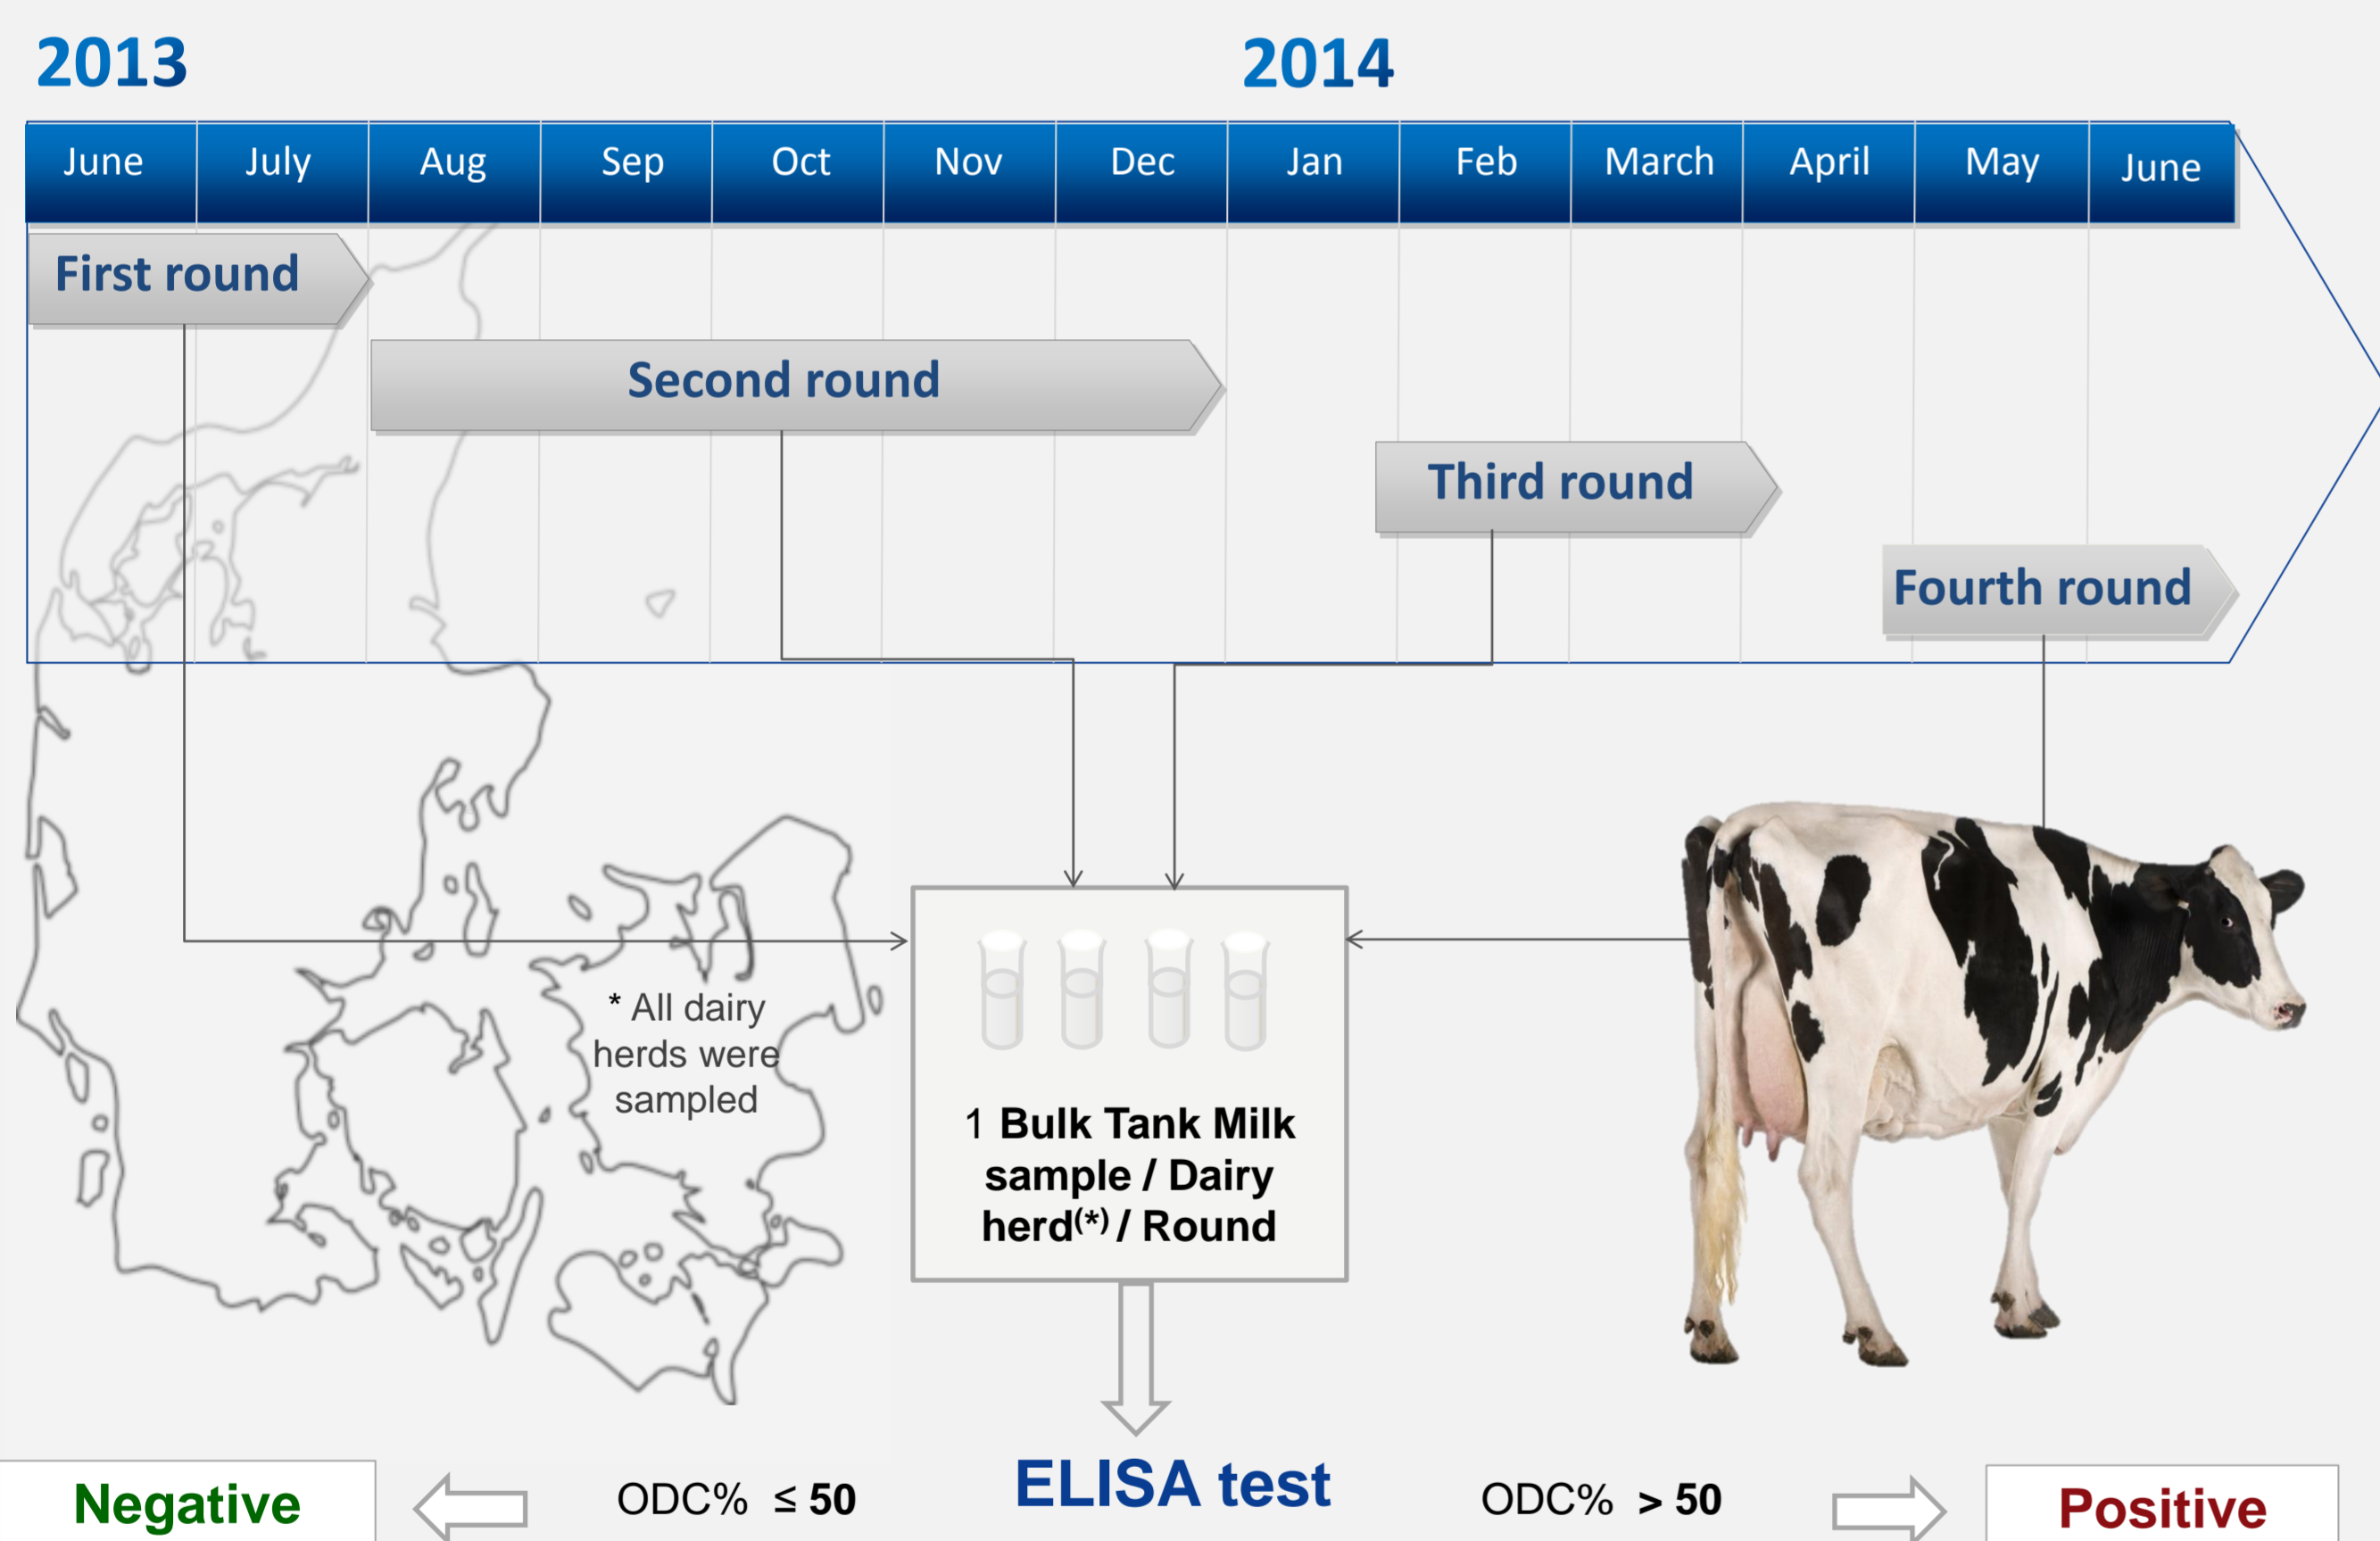 2013 2014
June July Aug Sep Oct Nov Dec Jan Feb March April May June
First round
Second round
Third round
Fourth round
* All dairy
herds were
sampled
1 Bulk Tank Milk
sample / Dairy
herd(*) / Round
Negative ODC% ≤ 50 ELISA test ODC% > 50 Positive